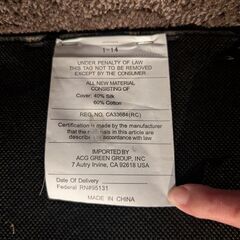 1-14
UNDER PENALTY OF LAW
THIS TAG NOT TO BE REMOVED
EXCEPT BY THE CONSUMER
ALL NEW MATERIAL
CONSISTING OF
Cover: 40% Silk
60% Cotton
REG. NO. CA33684(RC)
Certification is made by the manufacturer
that the materials in this article are
described in accordance with law
IMPORTED BY
ACG GREEN GROUP, INC
7 Autry Irvine, CA 92618 USA
Date Of Delivery
Federal RN#95131
MADE IN CHINA